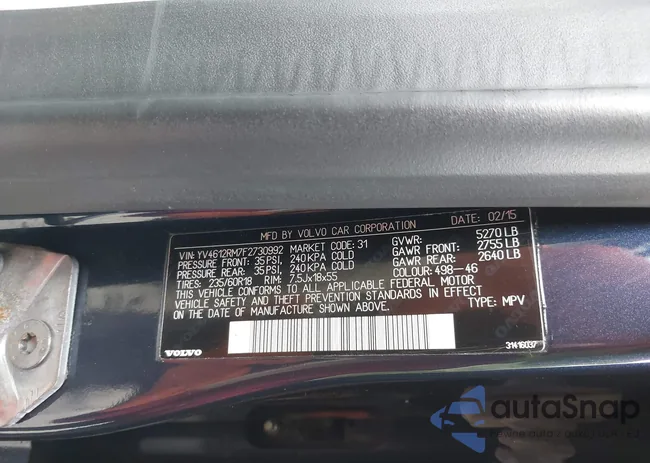 MFD BY VOLVO CAR CORPORATION DATE: 02/15
VIN: YV4612RM7F2730992 MARKET CODE: 31 GVWR: 5270 LB
PRESSURE FRONT: 35 PSI, 240 KPA COLD GAWR FRONT: 2755 LB
PRESSURE REAR: 35 PSI, 240 KPA COLD GAWR REAR: 2640 LB
TIRES: 235/60R18 RIM: 7.5Jx18x55 COLOUR: 498-46
THIS VEHICLE CONFORMS TO ALL APPLICABLE FEDERAL MOTOR
VEHICLE SAFETY AND THEFT PREVENTION STANDARDS IN EFFECT
ON THE DATE OF MANUFACTURE SHOWN ABOVE. TYPE: MPV
VOLVO 31416037
autaSnap